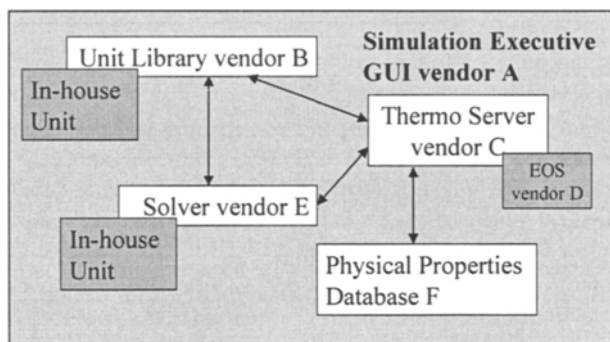 Unit Library vendor B
In-house
Unit
Simulation Executive
GUI vendor A
Thermo Server
vendor C
EOS
vendor D
Solver vendor E
In-house
Unit
Physical Properties
Database F